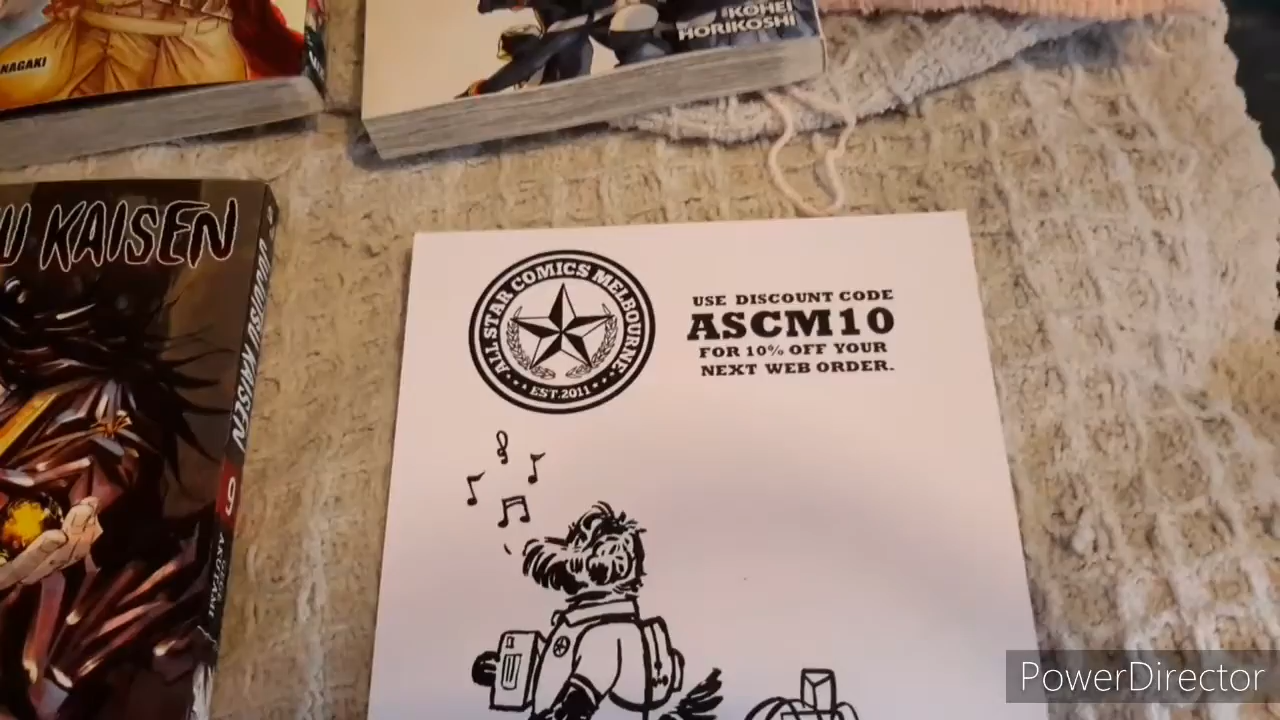 NAGAKI
KOHEI
HORIKOSHI
U KAISEN
JUJUTSU KAISEN
9
GEGE
AKUTAMI
ALL STAR COMICS MELBOURNE
EST. 2011
USE DISCOUNT CODE
ASCM10
FOR 10% OFF YOUR
NEXT WEB ORDER.
PowerDirector